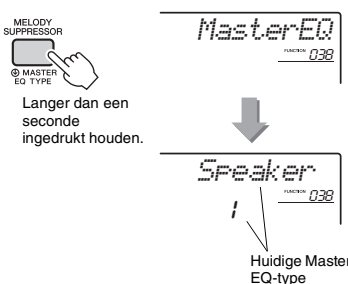 MELODY
SUPPRESSOR
MASTER
EQ TYPE
Langer dan een
seconde
ingedrukt houden.
MasterEQ
FUNCTION 038
Speaker
FUNCTION 038
1
Huidige Master
EQ-type